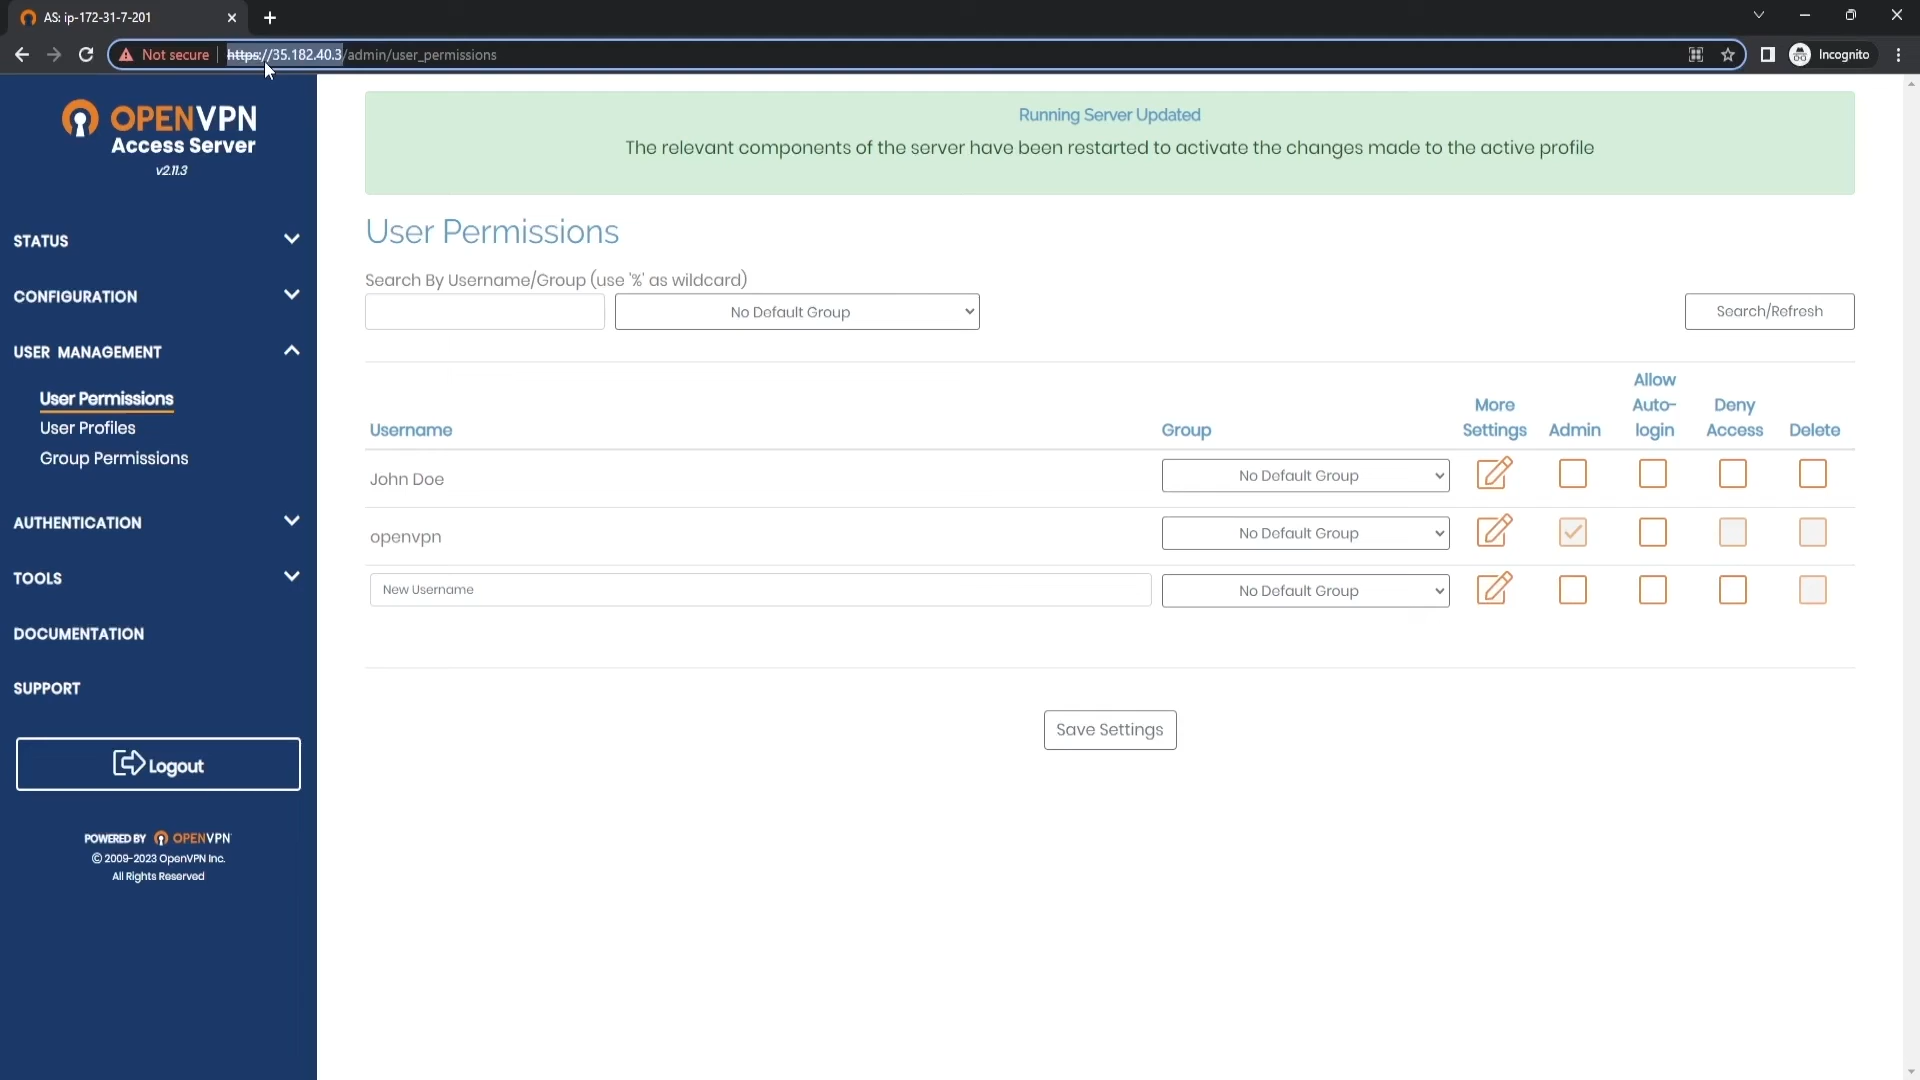 AS: ip-172-31-7-201
Not secure
https://35.182.40.3/admin/user_permissions
Incognito
OPENVPN
Access Server
v2.11.3
STATUS
CONFIGURATION
USER MANAGEMENT
User Permissions
User Profiles
Group Permissions
AUTHENTICATION
TOOLS
DOCUMENTATION
SUPPORT
Logout
POWERED BY OPENVPN
© 2009-2023 OpenVPN Inc.
All Rights Reserved
Running Server Updated
The relevant components of the server have been restarted to activate the changes made to the active profile
User Permissions
Search By Username/Group (use '%' as wildcard)
No Default Group
Search/Refresh
Username
Group
More
Settings
Admin
Allow
Auto-
login
Deny
Access
Delete
John Doe
No Default Group
openvpn
No Default Group
New Username
No Default Group
Save Settings